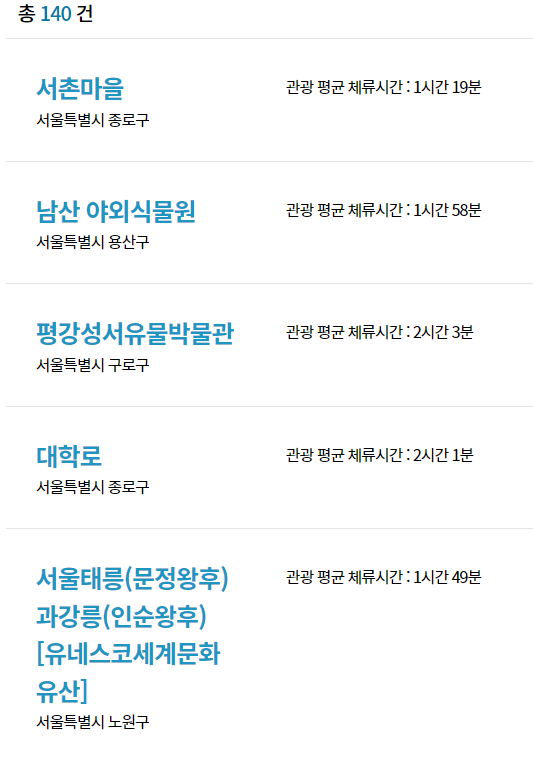 총 140 건
서촌마을
관광 평균 체류시간 : 1시간 19분
서울특별시 종로구
남산 야외식물원
관광 평균 체류시간 : 1시간 58분
서울특별시 용산구
평강성서유물박물관
관광 평균 체류시간 : 2시간 3분
서울특별시 구로구
대학로
관광 평균 체류시간 : 2시간 1분
서울특별시 종로구
서울태릉(문정왕후)
관광 평균 체류시간 : 1시간 49분
과강릉(인순왕후)
[유네스코세계문화
유산]
서울특별시 노원구